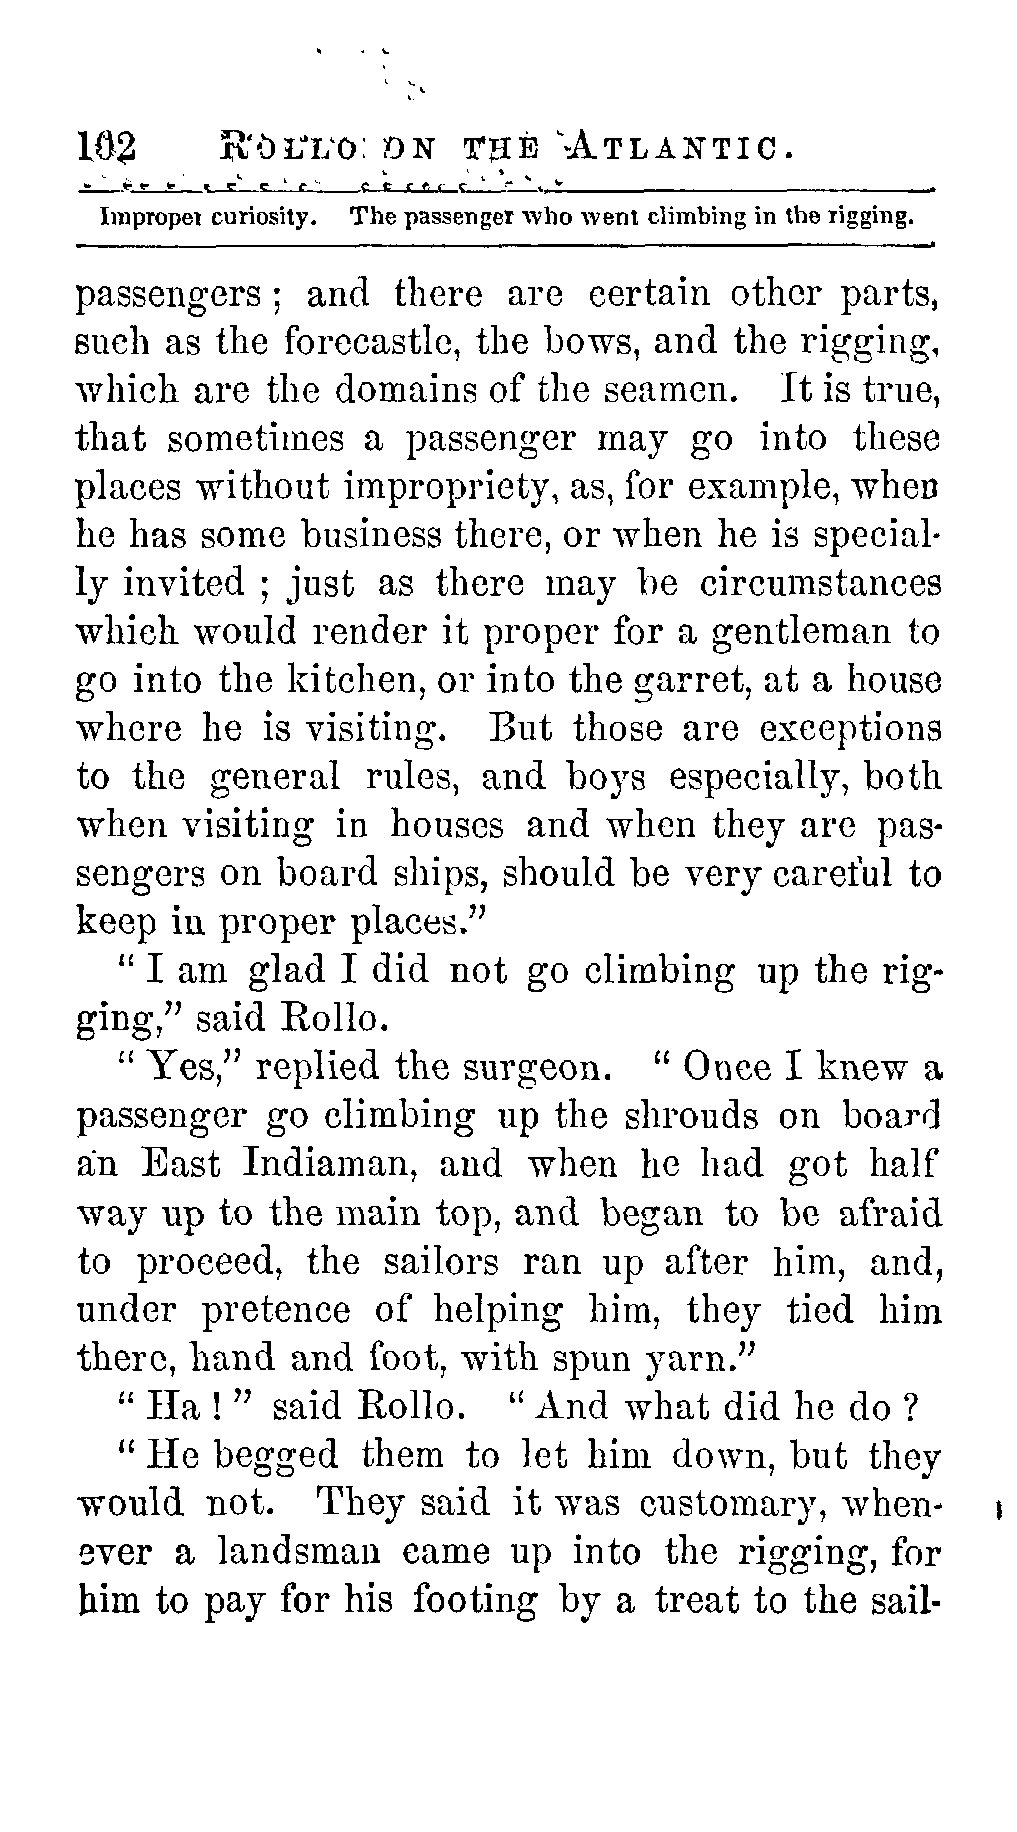 102 ROLLO ON THE ATLANTIC.
Improper curiosity. The passenger who went climbing in the rigging.
passengers ; and there are certain other parts,
such as the forecastle, the bows, and the rigging,
which are the domains of the seamen. It is true,
that sometimes a passenger may go into these
places without impropriety, as, for example, when
he has some business there, or when he is special-
ly invited ; just as there may be circumstances
which would render it proper for a gentleman to
go into the kitchen, or into the garret, at a house
where he is visiting. But those are exceptions
to the general rules, and boys especially, both
when visiting in houses and when they are pas-
sengers on board ships, should be very careful to
keep in proper places.”
“ I am glad I did not go climbing up the rig-
ging,” said Rollo.
“ Yes,” replied the surgeon. “ Once I knew a
passenger go climbing up the shrouds on board
an East Indiaman, and when he had got half
way up to the main top, and began to be afraid
to proceed, the sailors ran up after him, and,
under pretence of helping him, they tied him
there, hand and foot, with spun yarn.”
“ Ha ! ” said Rollo. “ And what did he do ?
“ He begged them to let him down, but they
would not. They said it was customary, when-
ever a landsman came up into the rigging, for
him to pay for his footing by a treat to the sail-